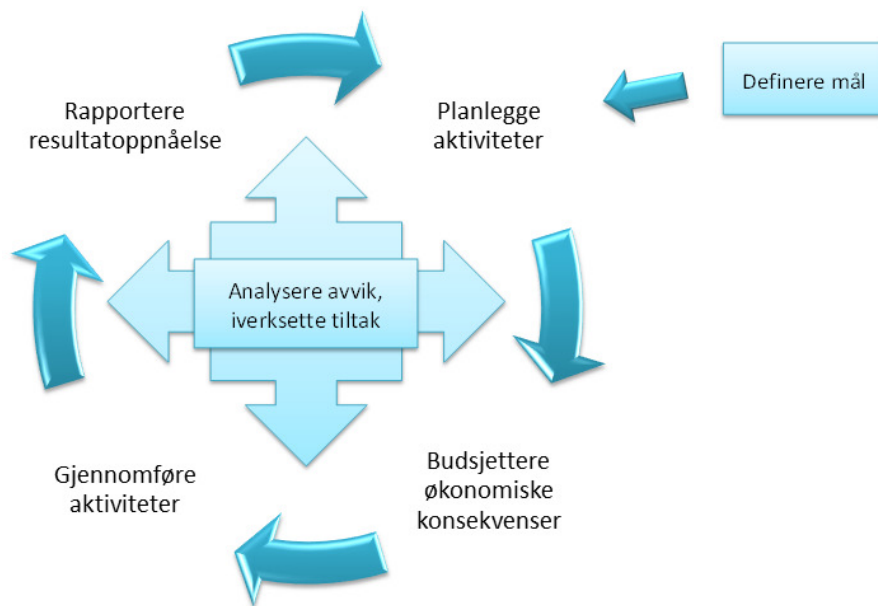 Rapportere
resultatoppnåelse
Planlegge
aktiviteter
Definere mål
Analysere avvik,
iverksette tiltak
Gjennomføre
aktiviteter
Budsjettere
økonomiske
konsekvenser